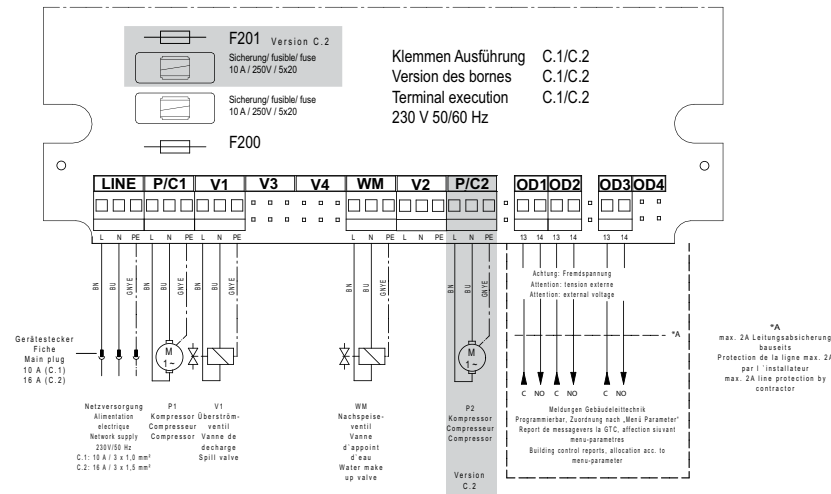 F201 Version C.2
Sicherung/ fusible/ fuse
10 A / 250V / 5x20
Sicherung/ fusible/ fuse
10 A / 250V / 5x20
F200
Klemmen Ausführung C.1/C.2
Version des bornes C.1/C.2
Terminal execution C.1/C.2
230 V 50/60 Hz
LINE P/C1 V1 V3 V4 WM V2 P/C2 OD1 OD2 OD3 OD4
L N PE L N PE L N PE L N PE L N PE L N PE 13 14 13 14 13 14
BN BU GNYE BN BU GNYE BN BU GNYE BN BU GNYE
Achtung: Fremdspannung
Attention: tension externe
Attention: external voltage
*A
M
1~
M
1~
Gerätestecker
Fiche
Main plug
10 A (C.1)
16 A (C.2)
*A
max. 2A Leitungsabsicherung
bauseits
Protection de la ligne max. 2A
par l´installateur
max. 2A line protection by
contractor
C NO C NO C NO
Netzversorgung
Alimentation
electrique
Network supply
230V/50 Hz
C.1: 10 A / 3 x 1,0 mm²
C.2: 16 A / 3 x 1,5 mm²
P1
Kompressor
Compresseur
Compressor
V1
Überström-
ventil
Vanne de
decharge
Spill valve
WM
Nachspeise-
ventil
Vanne
d´appoint
d´eau
Water make
up valve
P2
Kompressor
Compresseur
Compressor
Version
C.2
Meldungen Gebäudeleittechnik
Programmierbar, Zuordnung nach „Menü Parameter"
Report de messagevers la GTC, affection siuvant
menu-parametres
Building control reports, allocation acc. to
menu-parameter